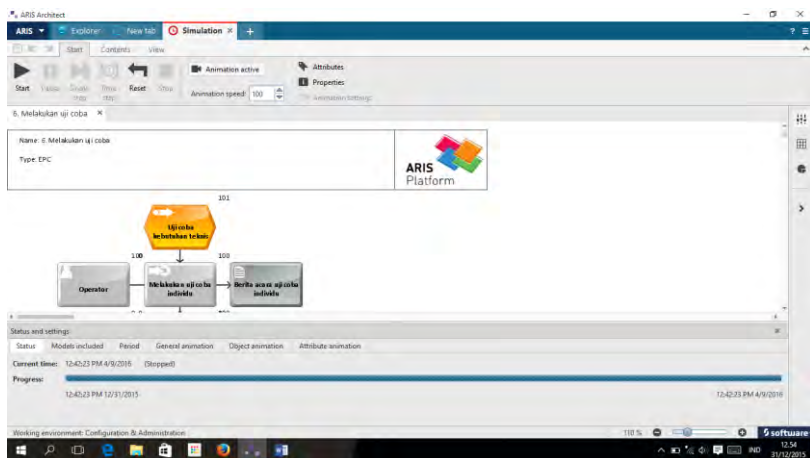 ARIS Architect
ARIS Explorer New tab Simulation × + ?
Start Contents View
Start Reset Stop
Animation active
Animation speed: 100
Attributes
Properties
6. Melakukan uji coba ×
Name: 6. Melakukan uji coba
Type: EPC
ARIS
Platform
101
Uji coba
kebutuhan teknis
100 100
Operator
Melakukan uji coba
individu
Berita acara uji coba
individu
Status and settings
Status Models included Period General animation Object animation Attribute animation
Current time: 12:42:23 PM 4/9/2016 (Stopped)
Progress:
12:42:23 PM 12/31/2015 12:42:23 PM 4/9/2016
Working environment: Configuration & Administration
110 %
software
IND
12.54
31/12/2015